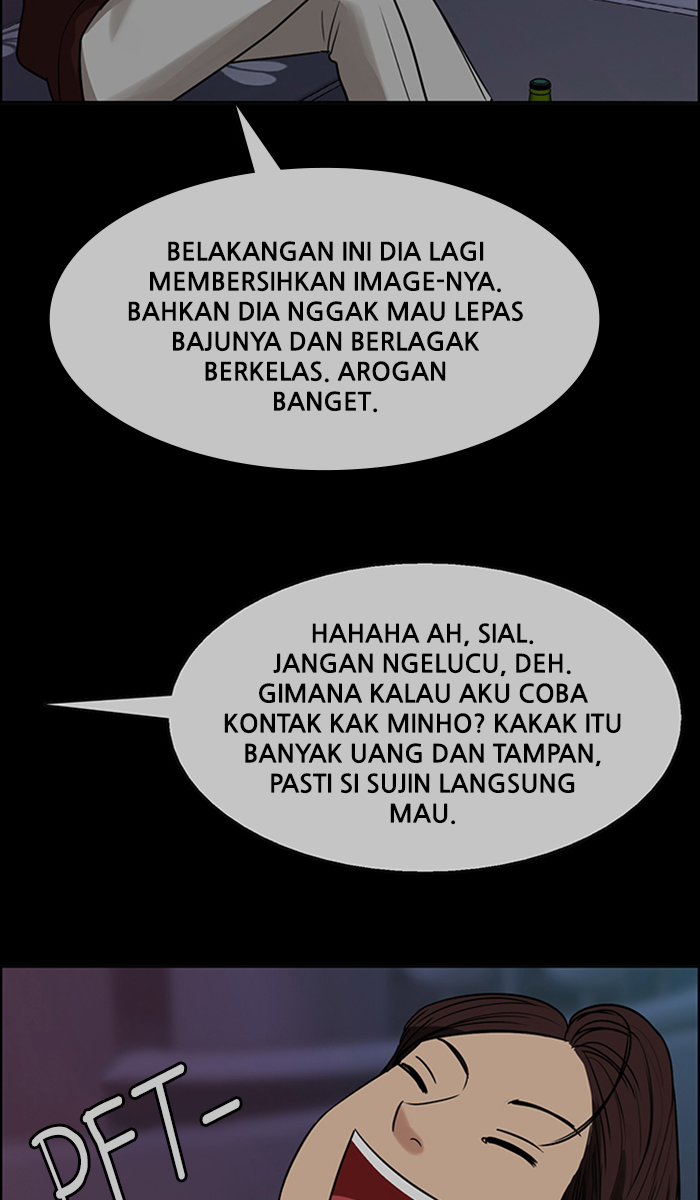 BELAKANGAN INI DIA LAGI
MEMBERSIHKAN IMAGE-NYA.
BAHKAN DIA NGGAK MAU LEPAS
BAJUNYA DAN BERLAGAK
BERKELAS. AROGAN
BANGET.
HAHAHA AH, SIAL.
JANGAN NGELUCU, DEH.
GIMANA KALAU AKU COBA
KONTAK KAK MINHO? KAKAK ITU
BANYAK UANG DAN TAMPAN,
PASTI SI SUJIN LANGSUNG
MAU.
PFT-